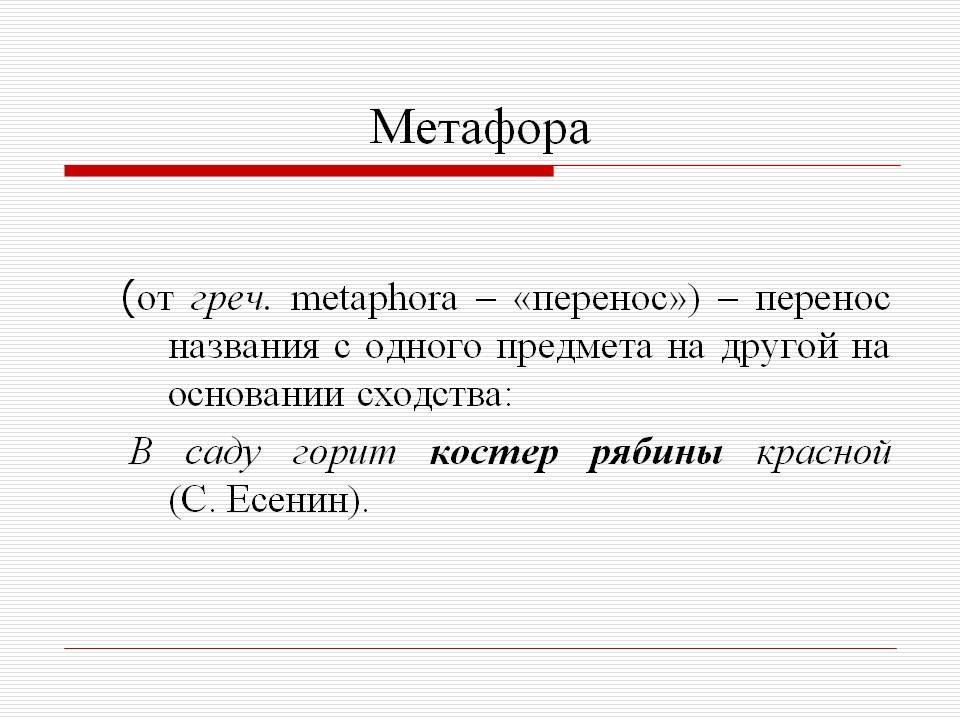 Метафора
(от греч. metaphora – «перенос») – перенос
названия с одного предмета на другой на
основании сходства:
В саду горит костер рябины красной
(С. Есенин).